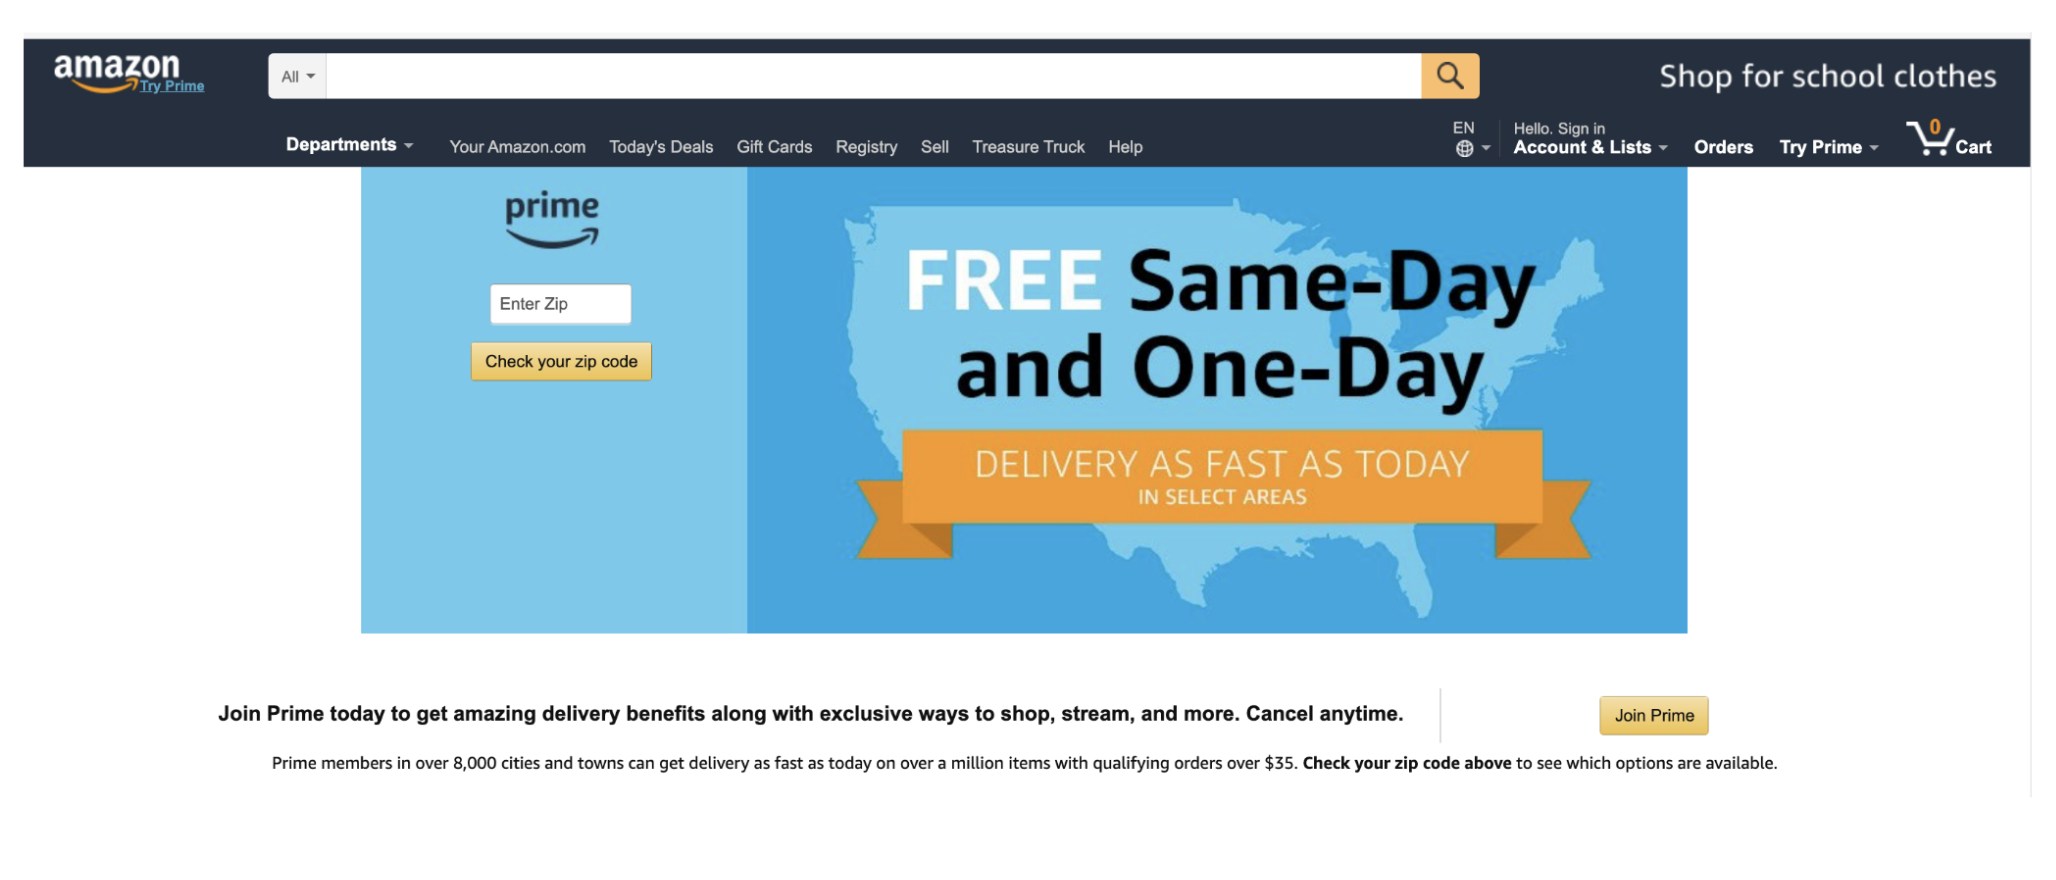 amazon
Try Prime
All
Shop for school clothes
Departments
Your Amazon.com
Today's Deals
Gift Cards
Registry
Sell
Treasure Truck
Help
EN
Hello. Sign in
Account & Lists
Orders
Try Prime
0
Cart
prime
Enter Zip
Check your zip code
FREE Same-Day
and One-Day
DELIVERY AS FAST AS TODAY
IN SELECT AREAS
Join Prime today to get amazing delivery benefits along with exclusive ways to shop, stream, and more. Cancel anytime.
Join Prime
Prime members in over 8,000 cities and towns can get delivery as fast as today on over a million items with qualifying orders over $35. Check your zip code above to see which options are available.